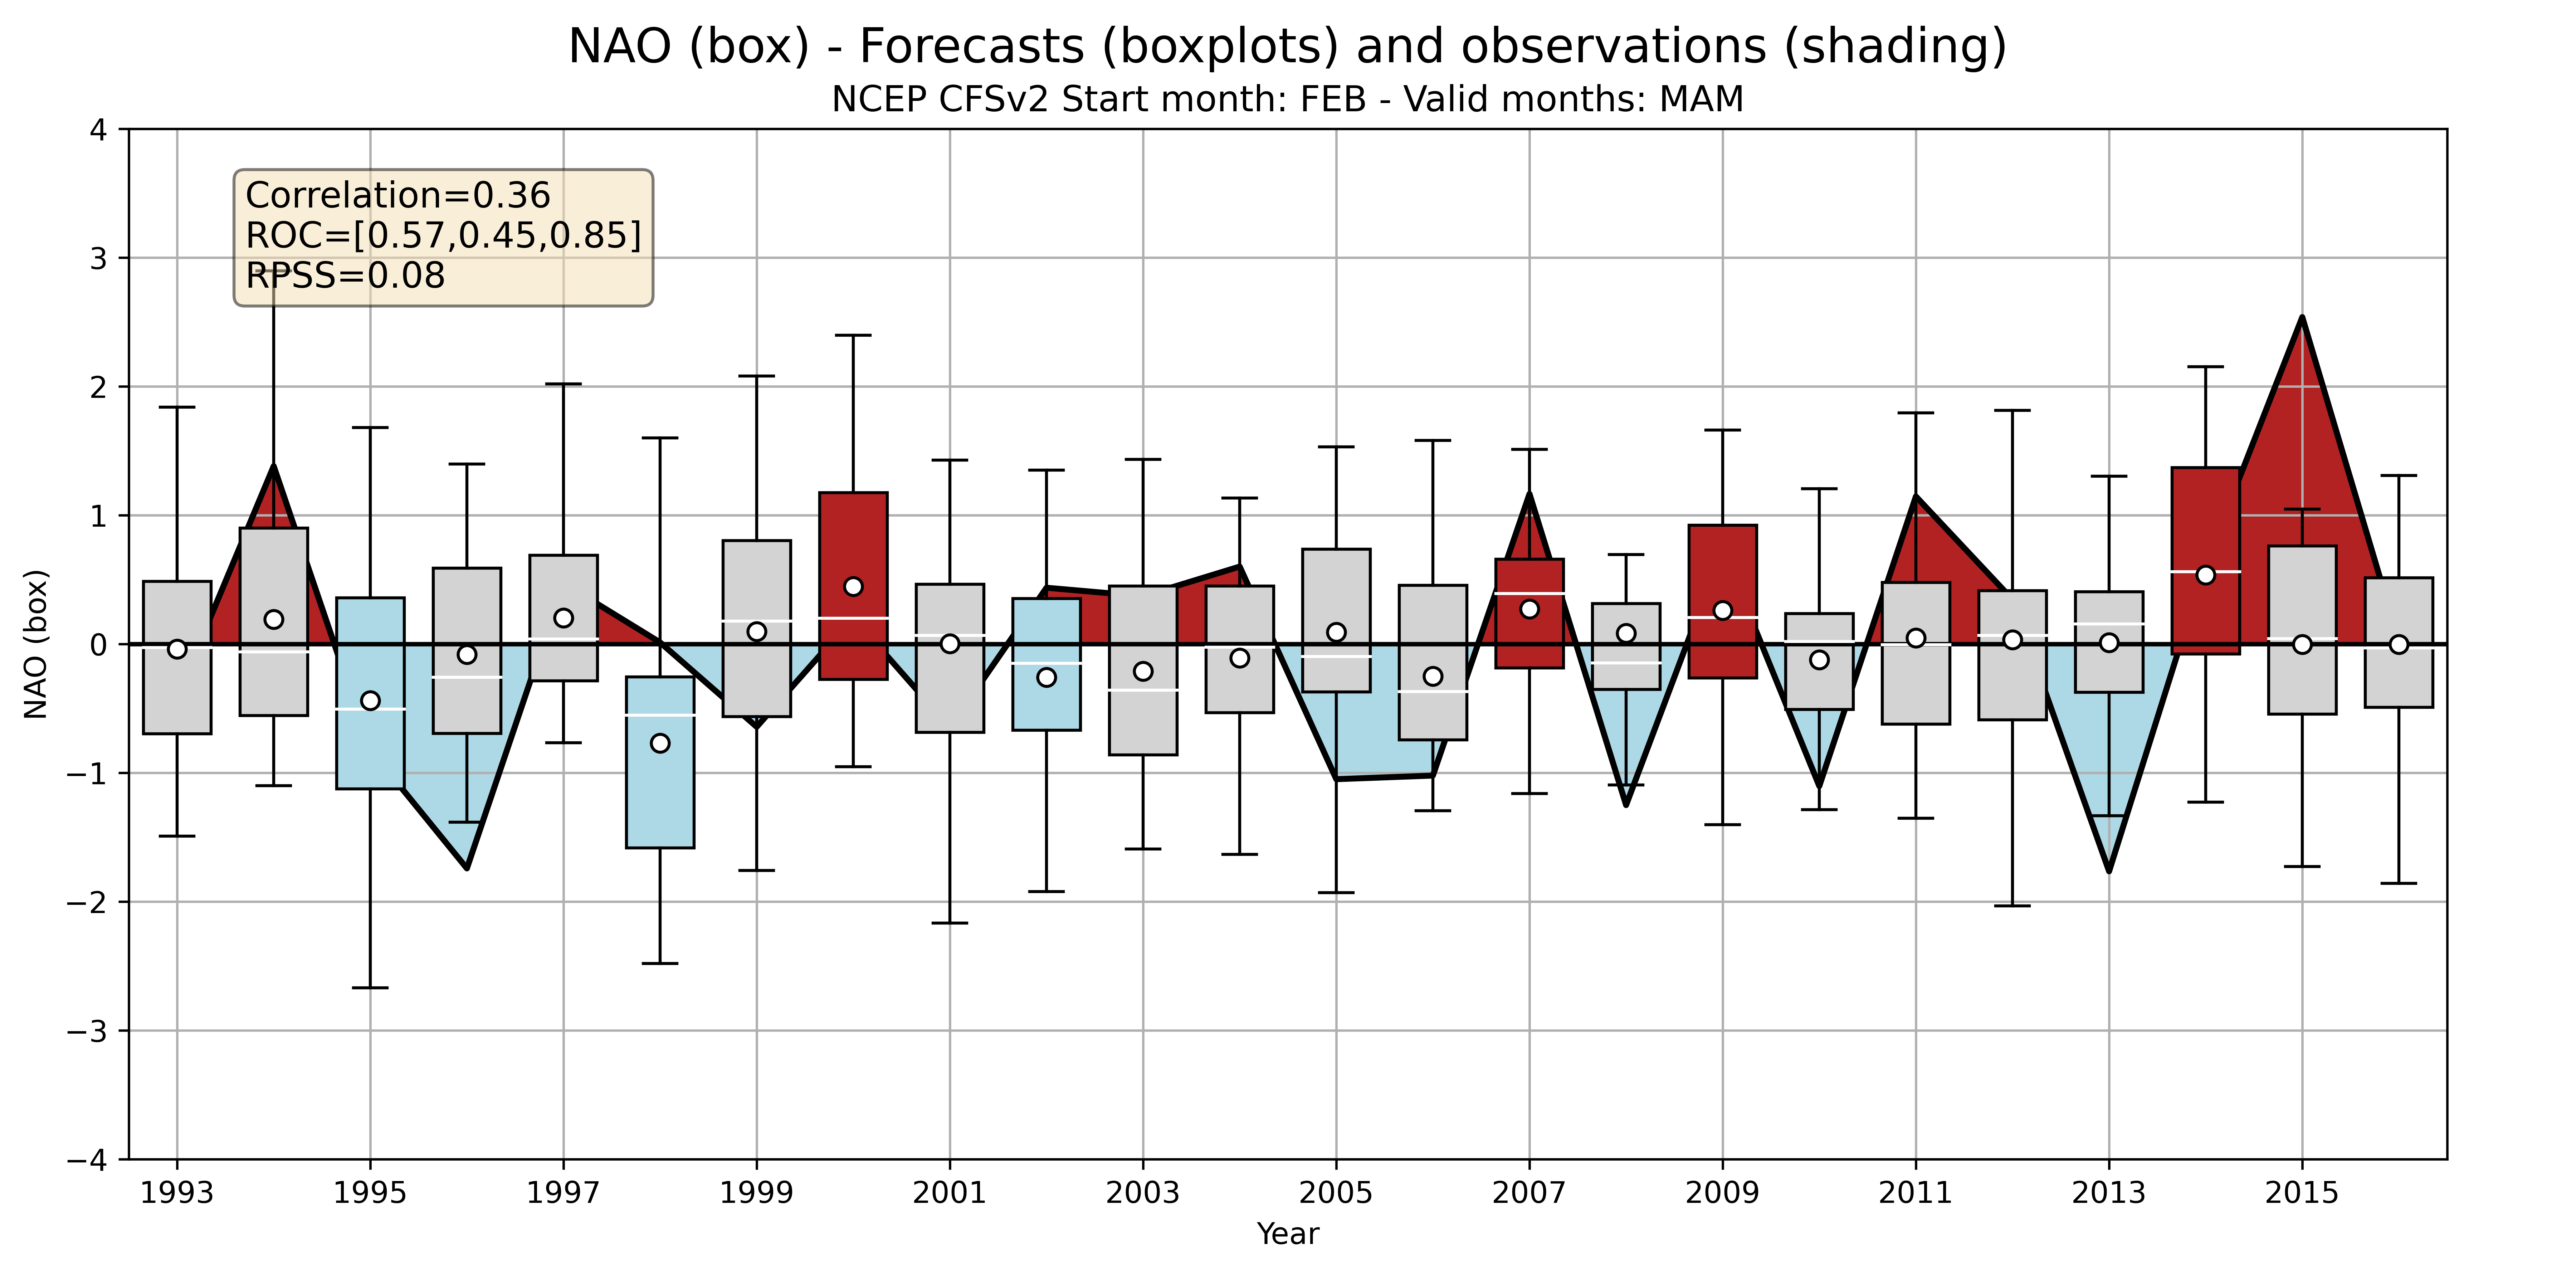 NAO (box) - Forecasts (boxplots) and observations (shading)
NCEP CFSv2 Start month: FEB - Valid months: MAM
Correlation=0.36
ROC=[0.57,0.45,0.85]
RPSS=0.08
NAO (box)
4
3
2
1
0
−1
−2
−3
−4
1993 1995 1997 1999 2001 2003 2005 2007 2009 2011 2013 2015
Year